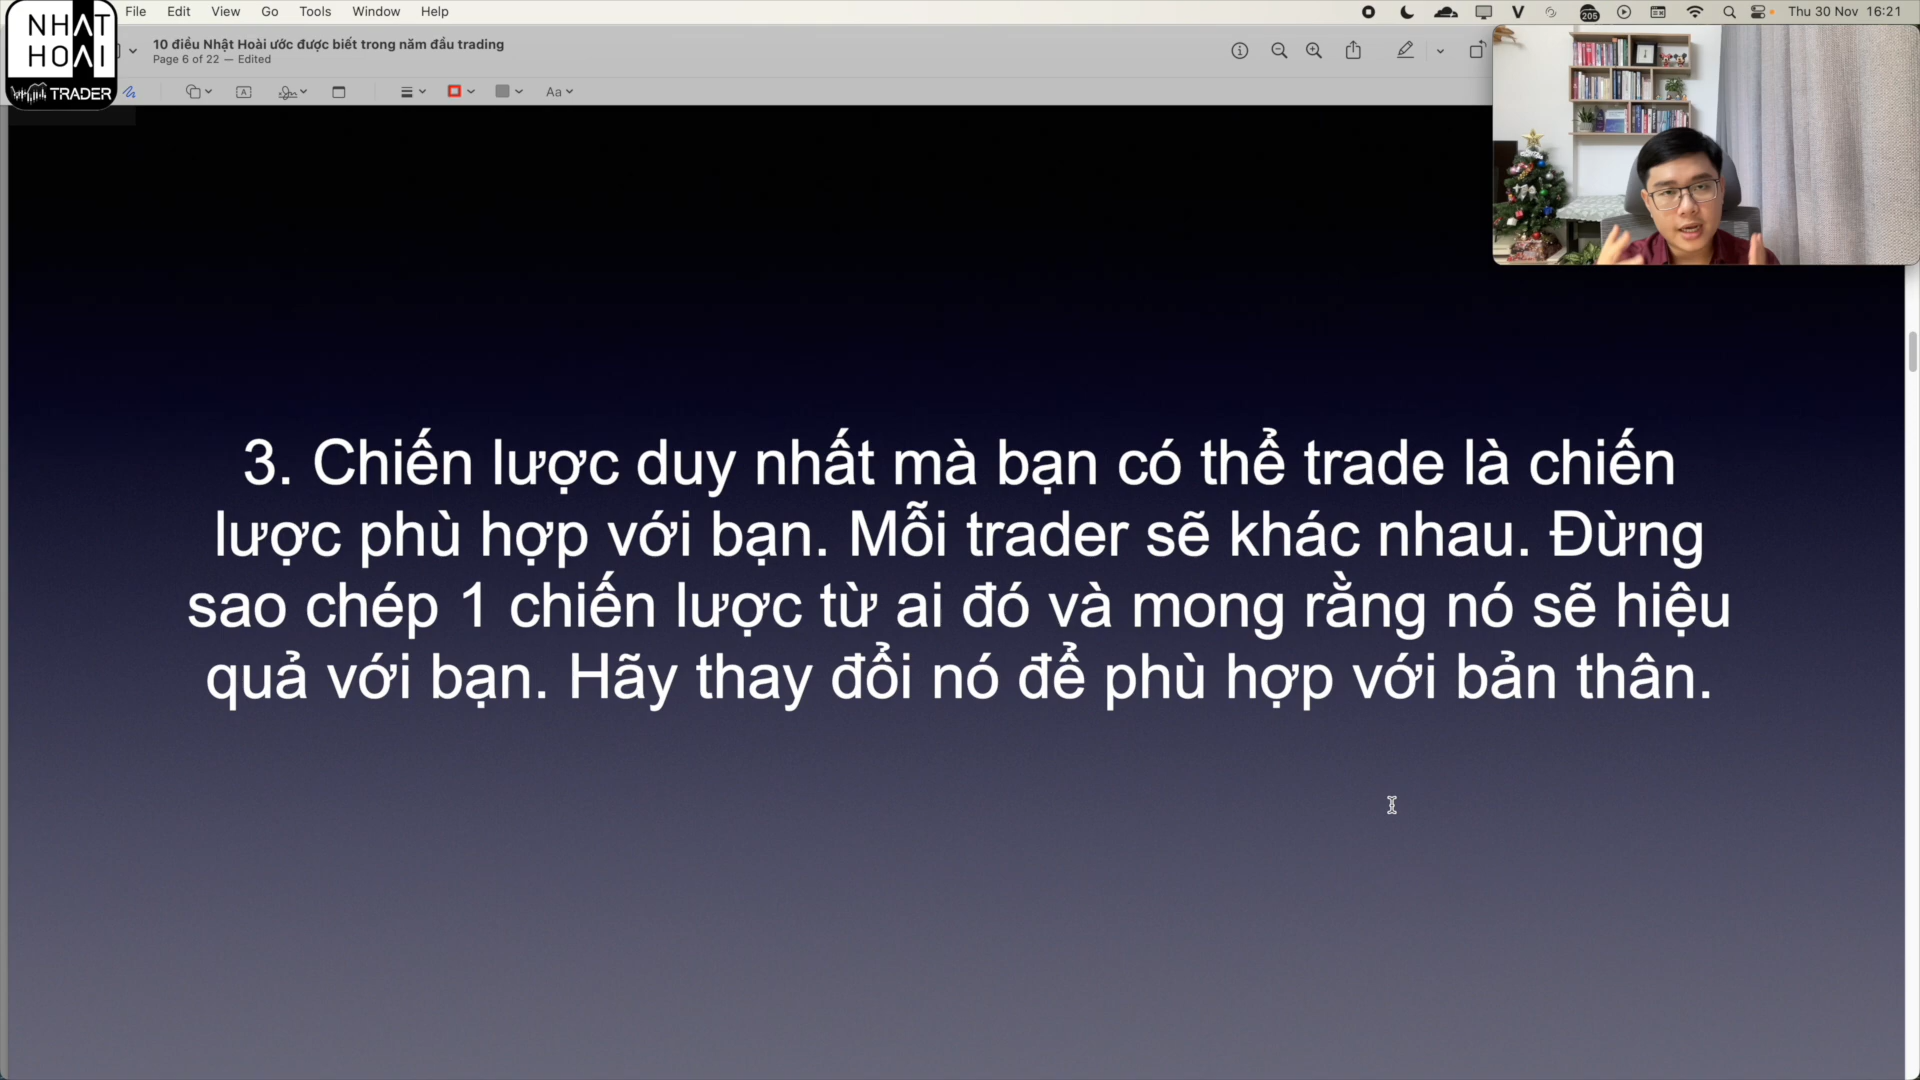 NHAT
HOAI
TRADER
File Edit View Go Tools Window Help
V
205
Thu 30 Nov 16:21
10 điều Nhật Hoài ước được biết trong năm đầu trading
Page 6 of 22 — Edited
A
Aa
3. Chiến lược duy nhất mà bạn có thể trade là chiến
lược phù hợp với bạn. Mỗi trader sẽ khác nhau. Đừng
sao chép 1 chiến lược từ ai đó và mong rằng nó sẽ hiệu
quả với bạn. Hãy thay đổi nó để phù hợp với bản thân.